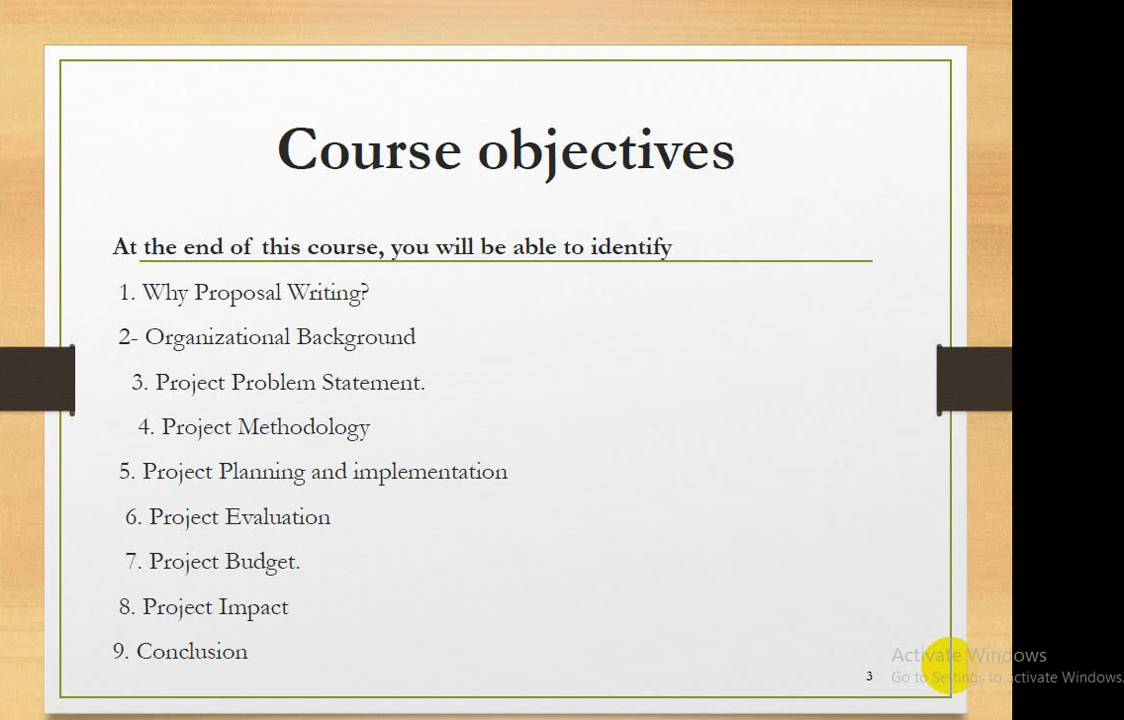 Course objectives
At the end of this course, you will be able to identify
1. Why Proposal Writing?
2- Organizational Background
3. Project Problem Statement.
4. Project Methodology
5. Project Planning and implementation
6. Project Evaluation
7. Project Budget.
8. Project Impact
9. Conclusion
3
Activate Windows
Go to Settings to activate Windows.